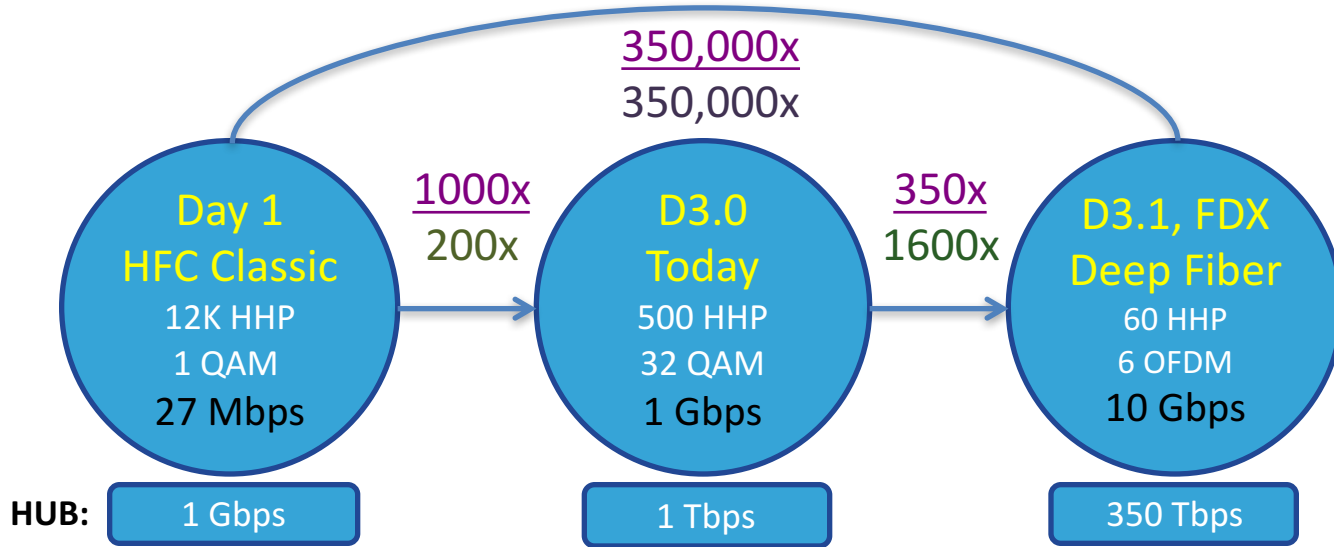 350,000x
350,000x
Day 1
HFC Classic
12K HHP
1 QAM
27 Mbps
1000x
200x
D3.0
Today
500 HHP
32 QAM
1 Gbps
350x
1600x
D3.1, FDX
Deep Fiber
60 HHP
6 OFDM
10 Gbps
HUB:
1 Gbps
1 Tbps
350 Tbps